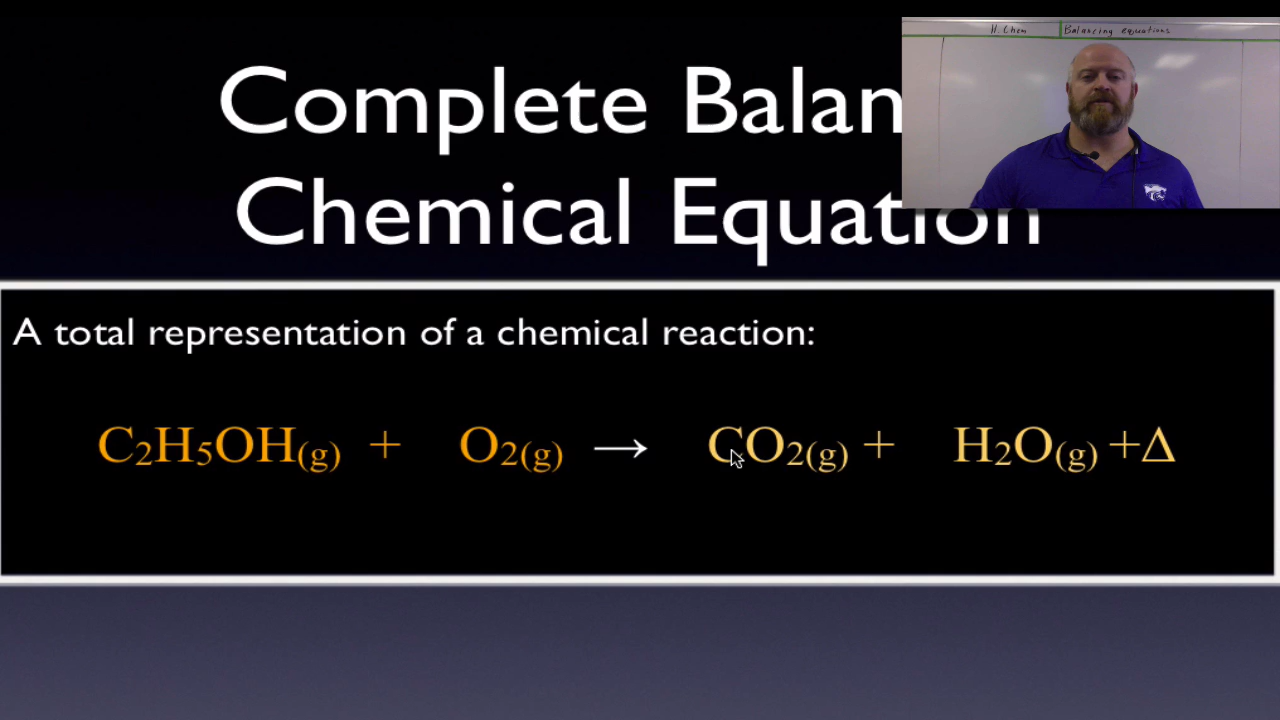 Complete Balan
Chemical Equation
H. Chem Balancing equations
A total representation of a chemical reaction:
C2H5OH(g) + O2(g) → CO2(g) + H2O(g) +Δ